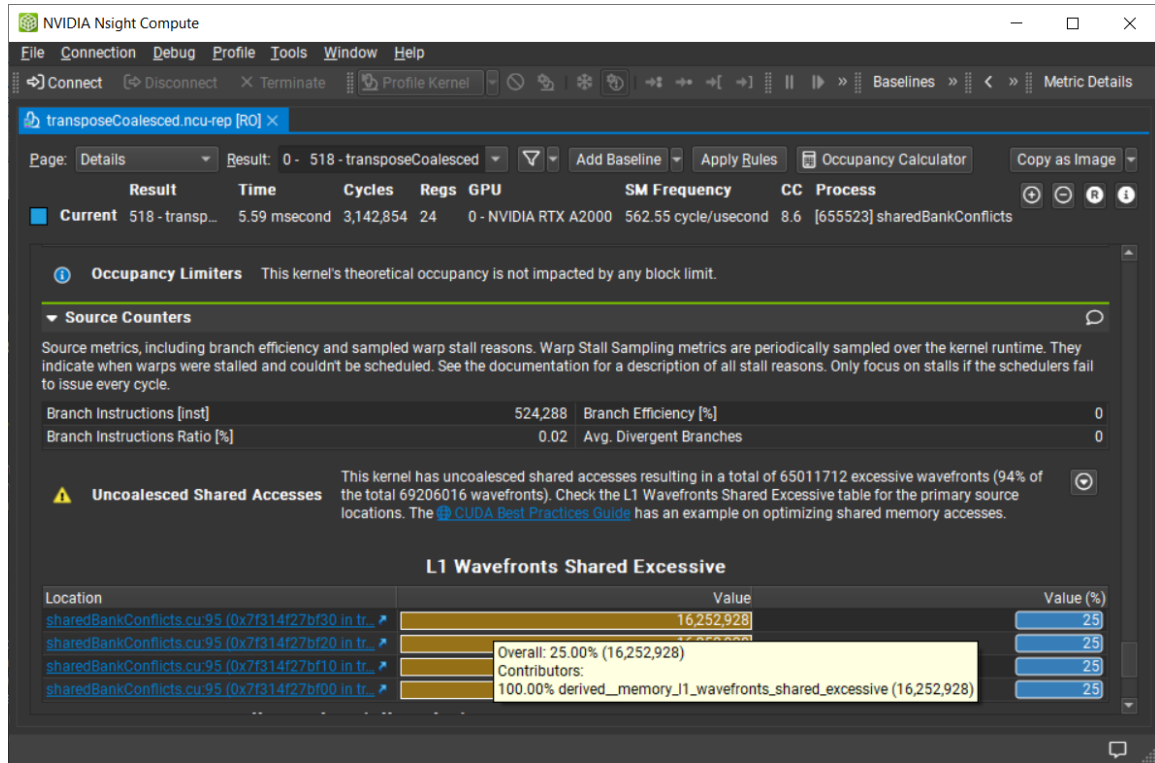 NVIDIA Nsight Compute
File Connection Debug Profile Tools Window Help
Connect Disconnect Terminate Profile Kernel Baselines Metric Details
transposeCoalesced.ncu-rep [RO]
Page: Details Result: 0 - 518 - transposeCoalesced Add Baseline Apply Rules Occupancy Calculator Copy as Image
Result Time Cycles Regs GPU SM Frequency CC Process
Current 518 - transp... 5.59 msecond 3,142,854 24 0 - NVIDIA RTX A2000 562.55 cycle/usecond 8.6 [655523] sharedBankConflicts
Occupancy Limiters This kernel's theoretical occupancy is not impacted by any block limit.
Source Counters
Source metrics, including branch efficiency and sampled warp stall reasons. Warp Stall Sampling metrics are periodically sampled over the kernel runtime. They
indicate when warps were stalled and couldn't be scheduled. See the documentation for a description of all stall reasons. Only focus on stalls if the schedulers fail
to issue every cycle.
Branch Instructions [inst] 524,288 Branch Efficiency [%] 0
Branch Instructions Ratio [%] 0.02 Avg. Divergent Branches 0
This kernel has uncoalesced shared accesses resulting in a total of 65011712 excessive wavefronts (94% of
Uncoalesced Shared Accesses the total 69206016 wavefronts). Check the L1 Wavefronts Shared Excessive table for the primary source
locations. The CUDA Best Practices Guide has an example on optimizing shared memory accesses.
L1 Wavefronts Shared Excessive
Location Value Value (%)
sharedBankConflicts.cu:95 (0x7f314f27bf30 in tr... 16,252,928 25
sharedBankConflicts.cu:95 (0x7f314f27bf20 in tr... 25
sharedBankConflicts.cu:95 (0x7f314f27bf10 in tr... 25
sharedBankConflicts.cu:95 (0x7f314f27bf00 in tr... 25
Overall: 25.00% (16,252,928)
Contributors:
100.00% derived__memory_l1_wavefronts_shared_excessive (16,252,928)